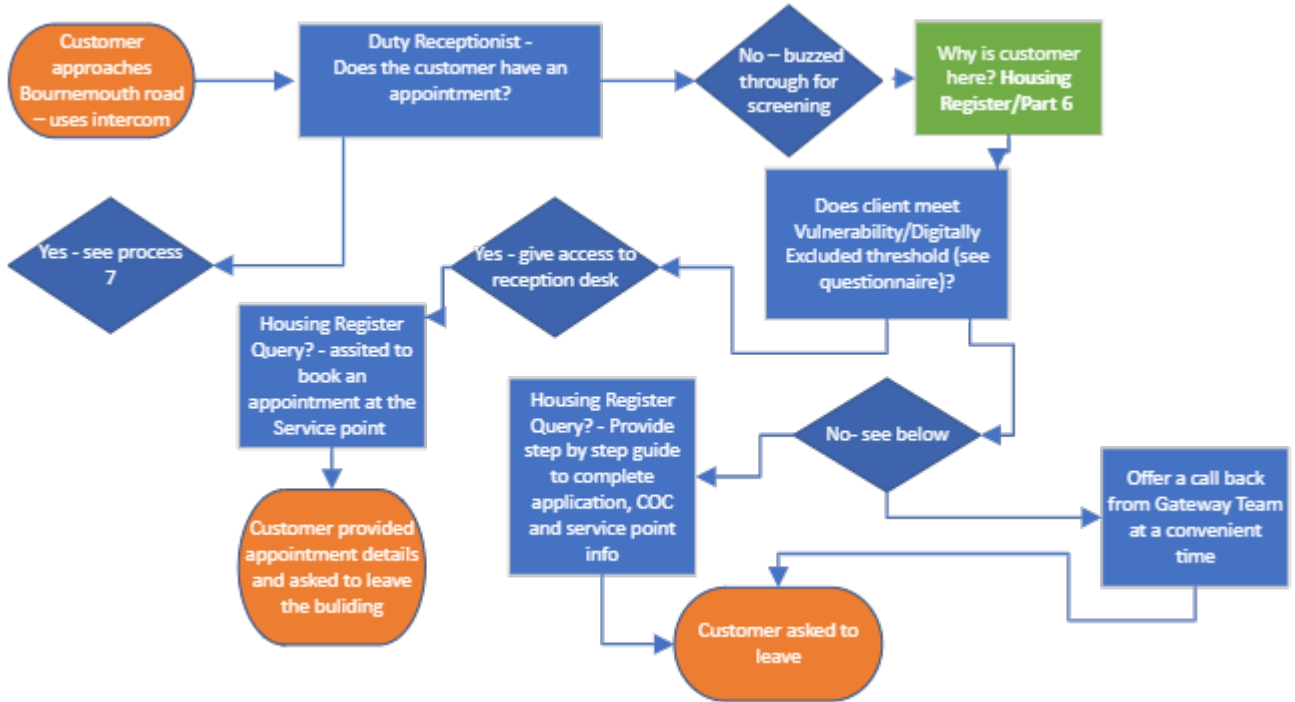 Customer
approaches
Bournemouth road
– uses intercom
Duty Receptionist -
Does the customer have an
appointment?
No – buzzed
through for
screening
Why is customer
here? Housing
Register/Part 6
Does client meet
Vulnerability/Digitally
Excluded threshold (see
questionnaire)?
Yes - see process
7
Yes - give access to
reception desk
Housing Register
Query? - assited to
book an
appointment at the
Service point
Housing Register
Query? - Provide
step by step guide
to complete
application, COC
and service point
info
No- see below
Offer a call back
from Gateway Team
at a convenient
time
Customer provided
appointment details
and asked to leave
the buliding
Customer asked to
leave